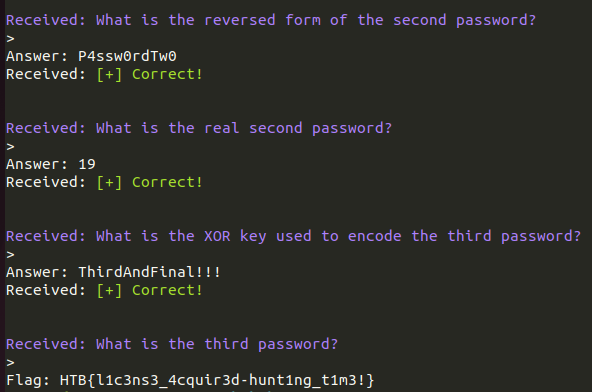 Received: What is the reversed form of the second password?
>
Answer: P4ssw0rdTw0
Received: [+] Correct!
Received: What is the real second password?
>
Answer: 19
Received: [+] Correct!
Received: What is the XOR key used to encode the third password?
>
Answer: ThirdAndFinal!!!
Received: [+] Correct!
Received: What is the third password?
>
Flag: HTB{l1c3ns3_4cquir3d-hunt1ng_t1m3!}